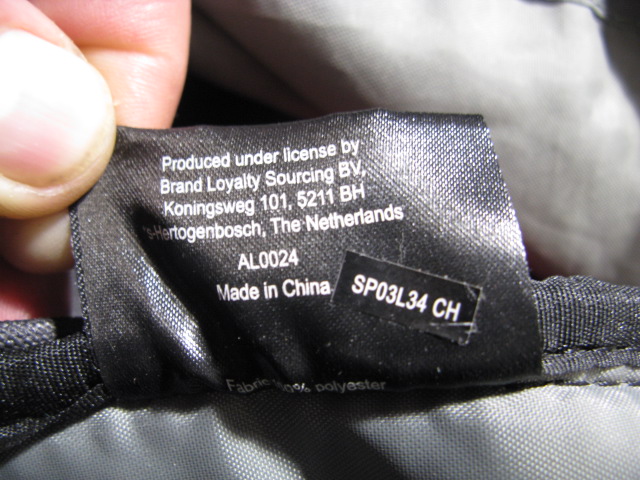 Produced under license by
Brand Loyalty Sourcing BV,
Koningsweg 101, 5211 BH
's-Hertogenbosch, The Netherlands
AL0024
Made in China
SP03L34 CH
Fabric polyester